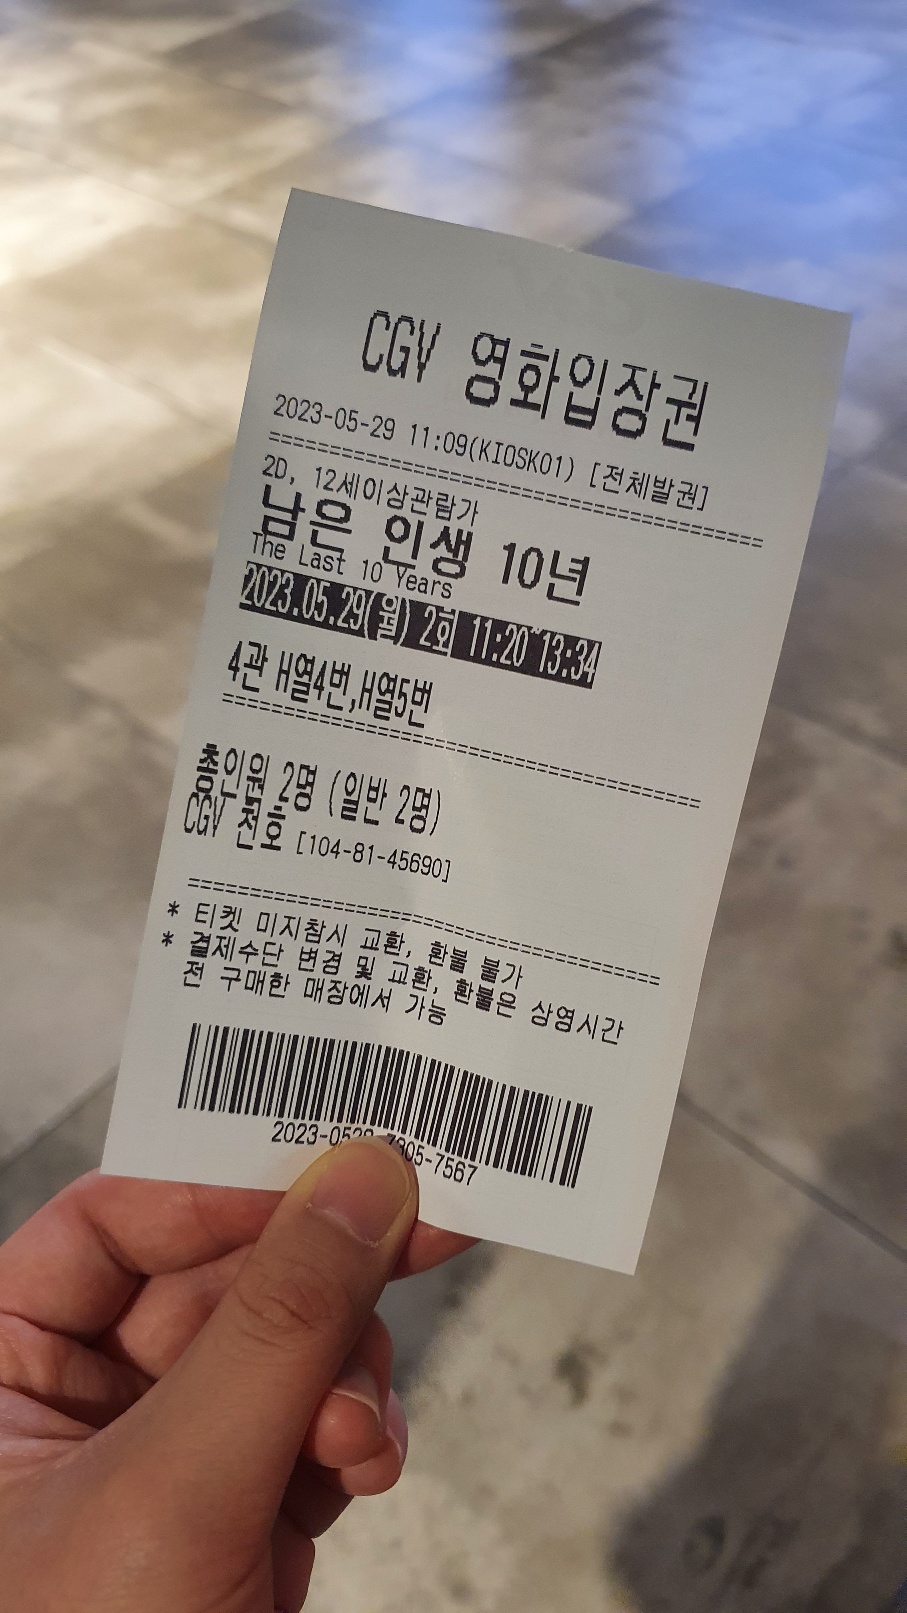 CGV 영화입장권
2023-05-29 11:09(KIOSK01) [전체발권]
================================================
2D, 12세이상관람가
남은 인생 10년
The Last 10 Years
2023.05.29(월) 2회 11:20~13:34
4관 H열4번,H열5번
================================================
총인원 2명 (일반 2명)
CGV 천호 [104-81-45690]
================================================
* 티켓 미지참시 교환, 환불 불가
* 결제수단 변경 및 교환, 환불은 상영시간
전 구매한 매장에서 가능
2023-0529-7305-7567